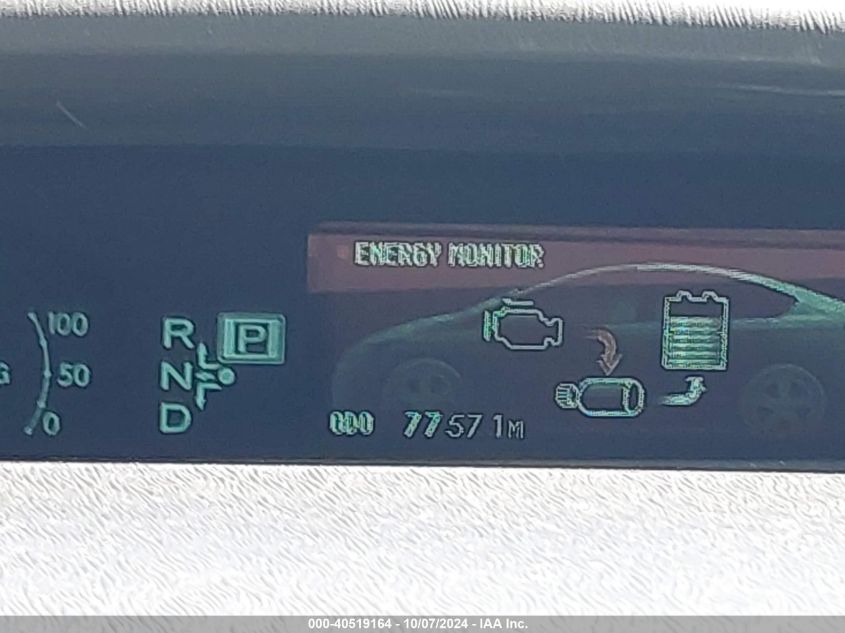 ENERGY MONITOR
100
R P
G 50
N
0
D
ODO 77571M
000-40519164 - 10/07/2024 - IAA Inc.